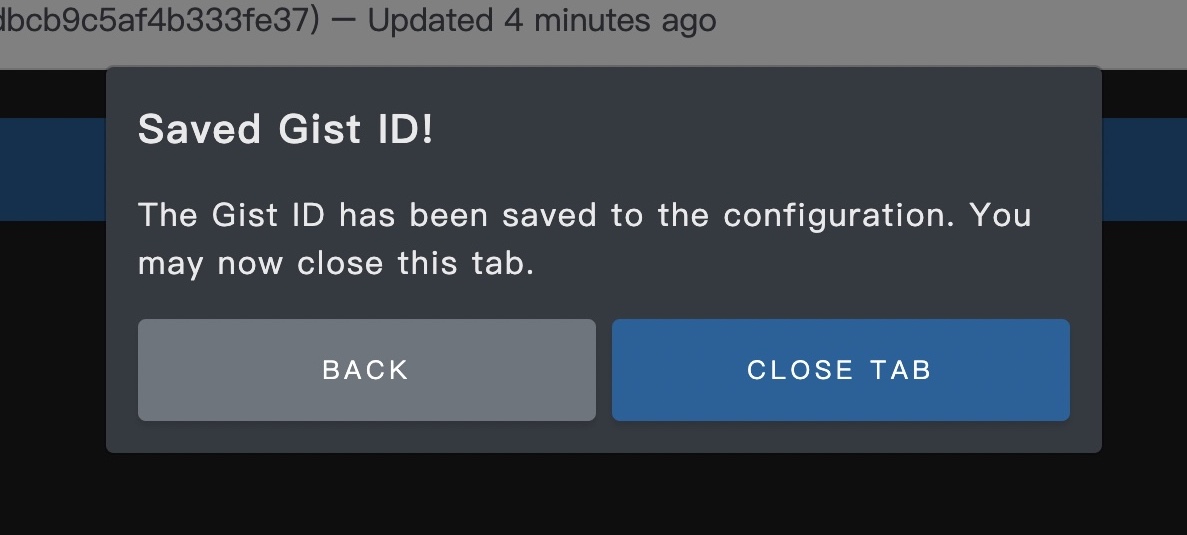 dbcb9c5af4b333fe37) — Updated 4 minutes ago
Saved Gist ID!
The Gist ID has been saved to the configuration. You
may now close this tab.
BACK
CLOSE TAB